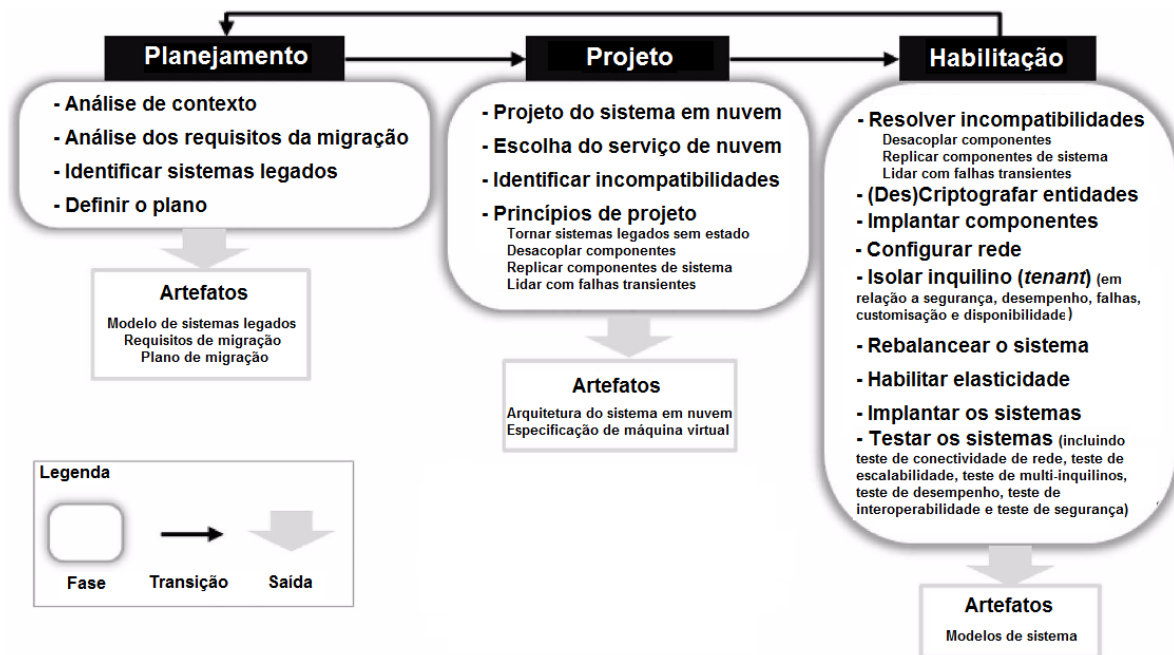 Planejamento
- Análise de contexto
- Análise dos requisitos da migração
- Identificar sistemas legados
- Definir o plano
Artefatos
Modelo de sistemas legados
Requisitos de migração
Plano de migração
Projeto
- Projeto do sistema em nuvem
- Escolha do serviço de nuvem
- Identificar incompatibilidades
- Princípios de projeto
Tornar sistemas legados sem estado
Desacoplar componentes
Replicar componentes de sistema
Lidar com falhas transientes
Artefatos
Arquitetura do sistema em nuvem
Especificação de máquina virtual
Habilitação
- Resolver incompatibilidades
Desacoplar componentes
Replicar componentes de sistema
Lidar com falhas transientes
- (Des)Criptografar entidades
- Implantar componentes
- Configurar rede
- Isolar inquilino (tenant) (em
relação a segurança, desempenho, falhas,
customisação e disponibilidade)
- Rebalancear o sistema
- Habilitar elasticidade
- Implantar os sistemas
- Testar os sistemas (incluindo
teste de conectividade de rede, teste de
escalabilidade, teste de multi-inquilinos,
teste de desempenho, teste de
interoperabilidade e teste de segurança)
Artefatos
Modelos de sistema
Legenda
Fase
Transição
Saída